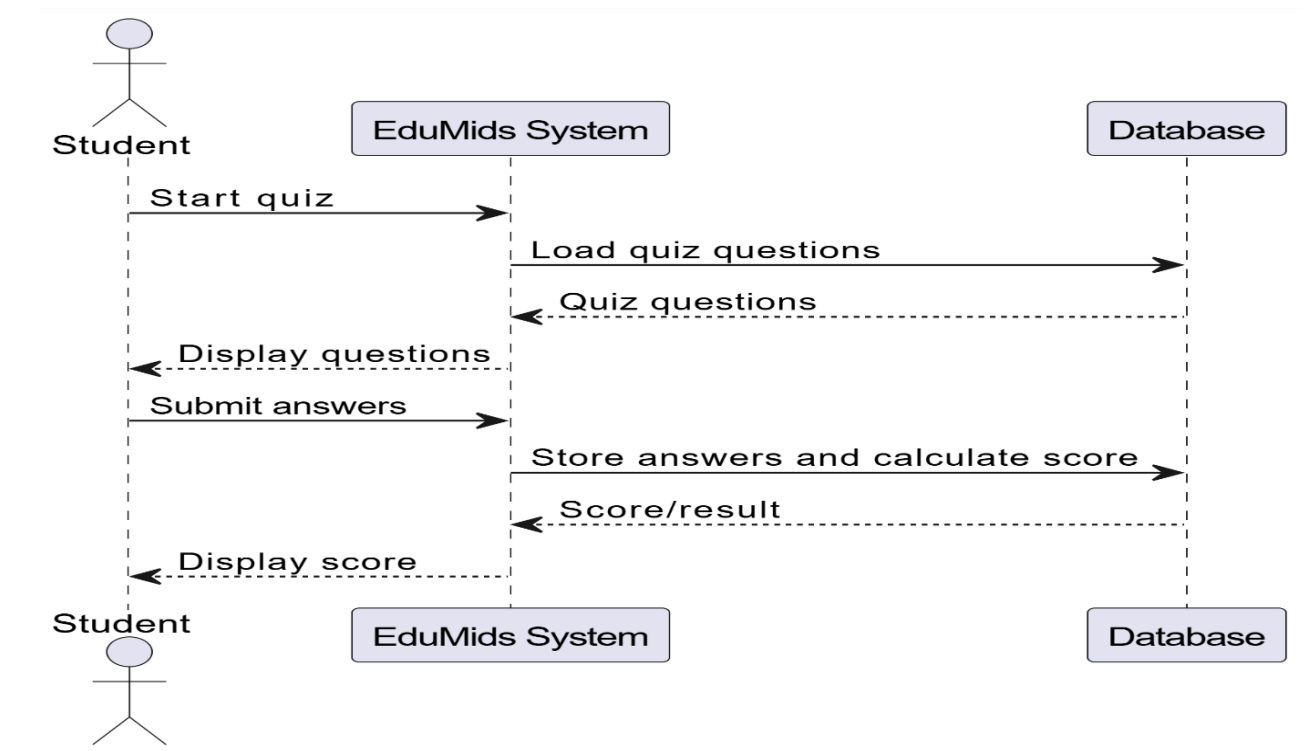 Student
EduMids System
Database
Start quiz
Load quiz questions
Quiz questions
Display questions
Submit answers
Store answers and calculate score
Score/result
Display score
Student
EduMids System
Database